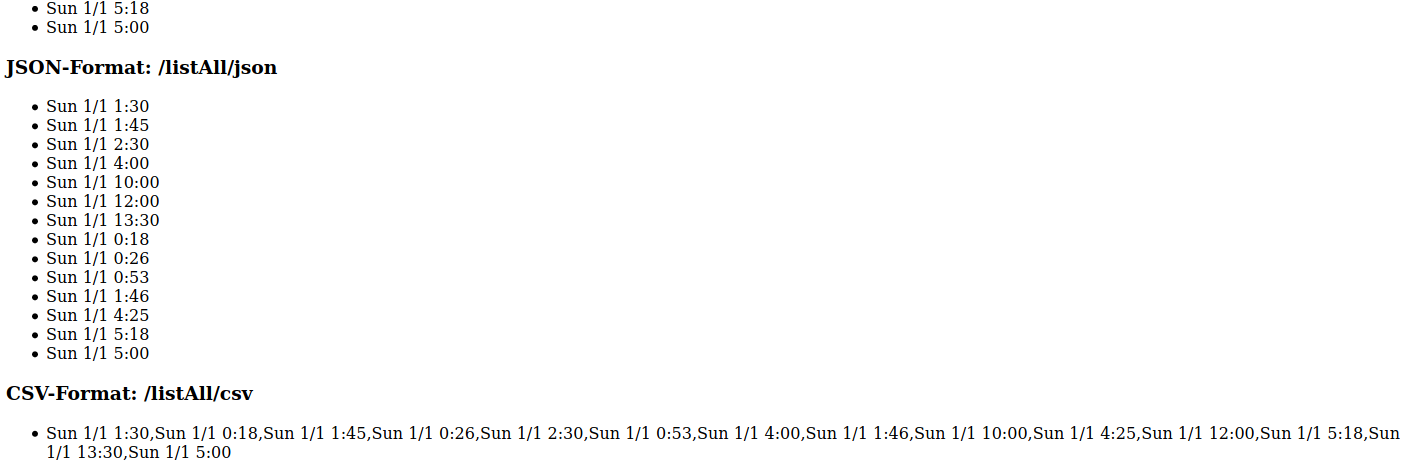 Sun 1/1 5:18
Sun 1/1 5:00
JSON-Format: /listAll/json
Sun 1/1 1:30
Sun 1/1 1:45
Sun 1/1 2:30
Sun 1/1 4:00
Sun 1/1 10:00
Sun 1/1 12:00
Sun 1/1 13:30
Sun 1/1 0:18
Sun 1/1 0:26
Sun 1/1 0:53
Sun 1/1 1:46
Sun 1/1 4:25
Sun 1/1 5:18
Sun 1/1 5:00
CSV-Format: /listAll/csv
Sun 1/1 1:30,Sun 1/1 0:18,Sun 1/1 1:45,Sun 1/1 0:26,Sun 1/1 2:30,Sun 1/1 0:53,Sun 1/1 4:00,Sun 1/1 1:46,Sun 1/1 10:00,Sun 1/1 4:25,Sun 1/1 12:00,Sun 1/1 5:18,Sun
1/1 13:30,Sun 1/1 5:00